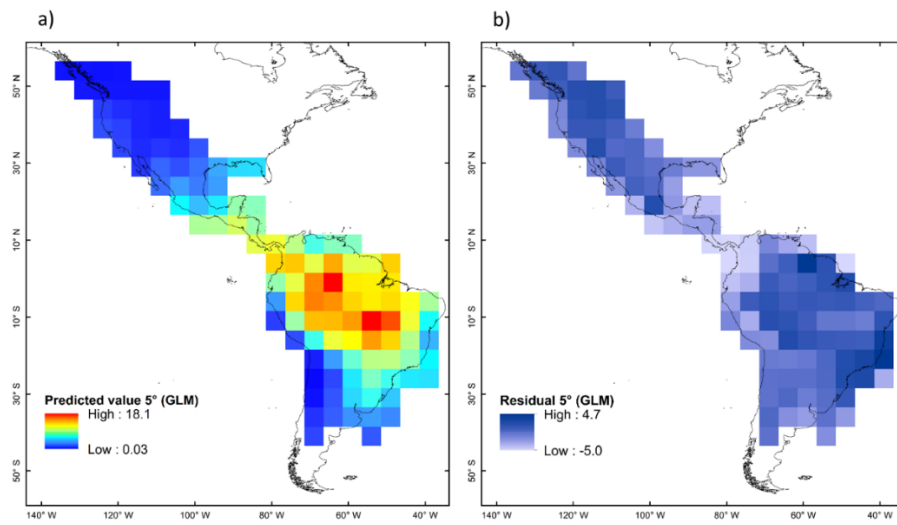 a)
b)
50° N
30° N
10° N
10° S
30° S
50° S
Predicted value 5° (GLM)
High : 18.1
Low : 0.03
140° W 120° W 100° W 80° W 60° W 40° W
50° N
30° N
10° N
10° S
30° S
50° S
Residual 5° (GLM)
High : 4.7
Low : -5.0
140° W 120° W 100° W 80° W 60° W 40° W